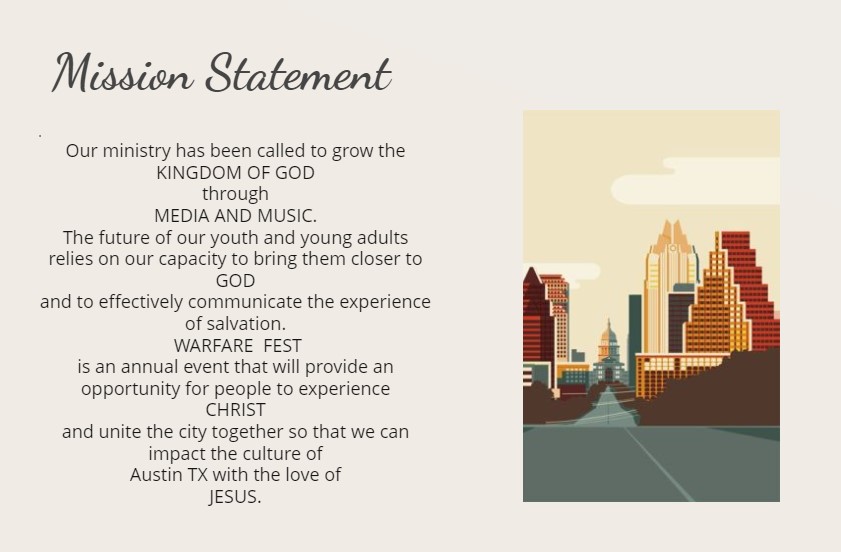 Mission Statement
.
Our ministry has been called to grow the
KINGDOM OF GOD
through
MEDIA AND MUSIC.
The future of our youth and young adults
relies on our capacity to bring them closer to
GOD
and to effectively communicate the experience
of salvation.
WARFARE  FEST
is an annual event that will provide an
opportunity for people to experience
CHRIST
and unite the city together so that we can
impact the culture of
Austin TX with the love of
JESUS.